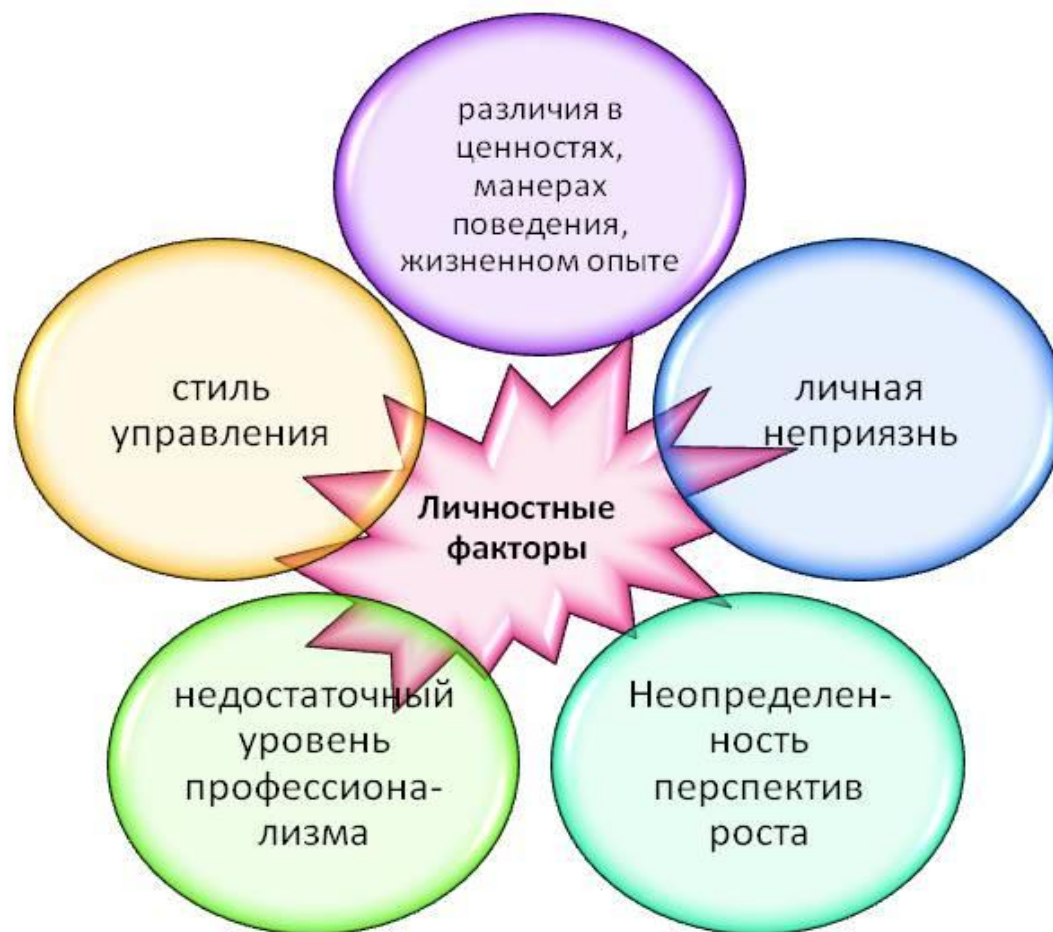 различия в
ценностях,
манерах
поведения,
жизненном опыте
стиль
управления
личная
неприязнь
Личностные
факторы
недостаточный
уровень
профессиона-
лизма
Неопределен-
ность
перспектив
роста